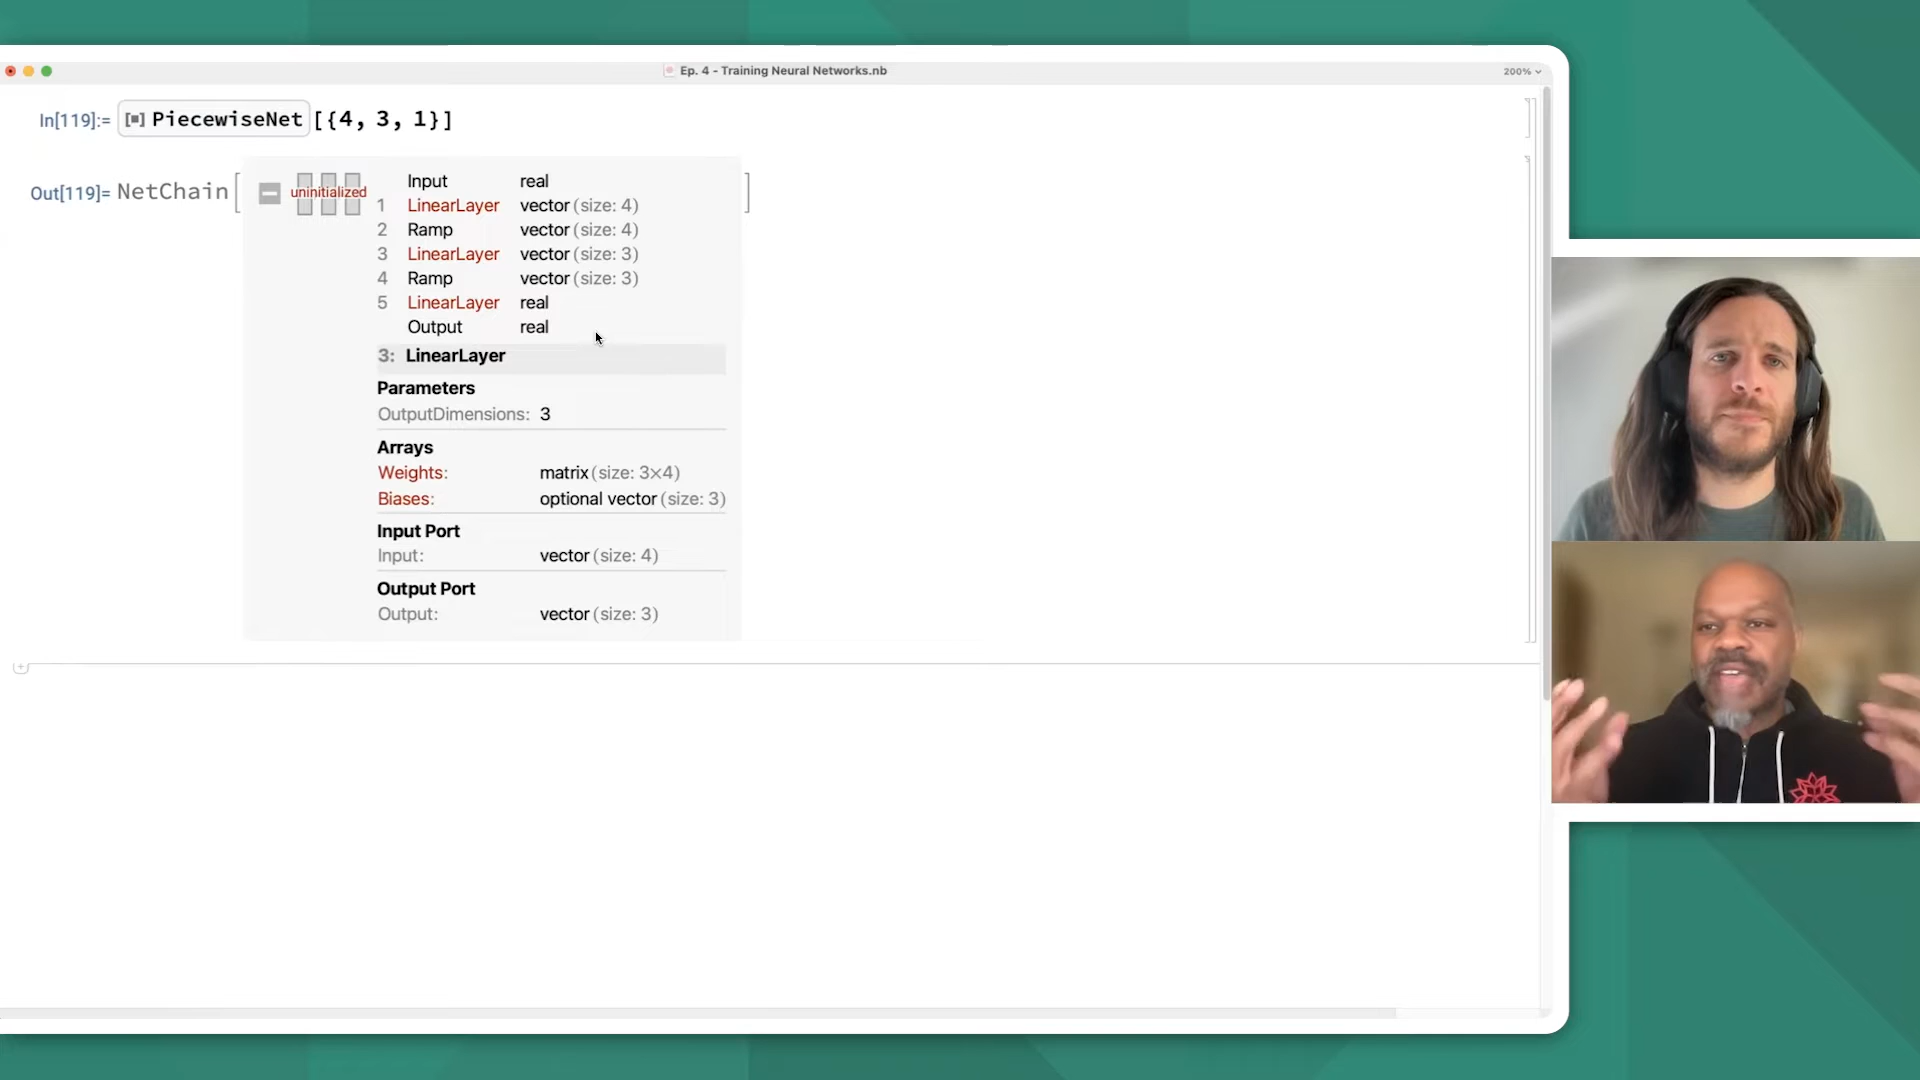 Ep. 4 - Training Neural Networks.nb
200%
In[119]:= PiecewiseNet[{4, 3, 1}]
Out[119]= NetChain[
uninitialized
Input real
1 LinearLayer vector (size: 4)
2 Ramp vector (size: 4)
3 LinearLayer vector (size: 3)
4 Ramp vector (size: 3)
5 LinearLayer real
Output real
]
3: LinearLayer
Parameters
OutputDimensions: 3
Arrays
Weights: matrix (size: 3×4)
Biases: optional vector (size: 3)
Input Port
Input: vector (size: 4)
Output Port
Output: vector (size: 3)